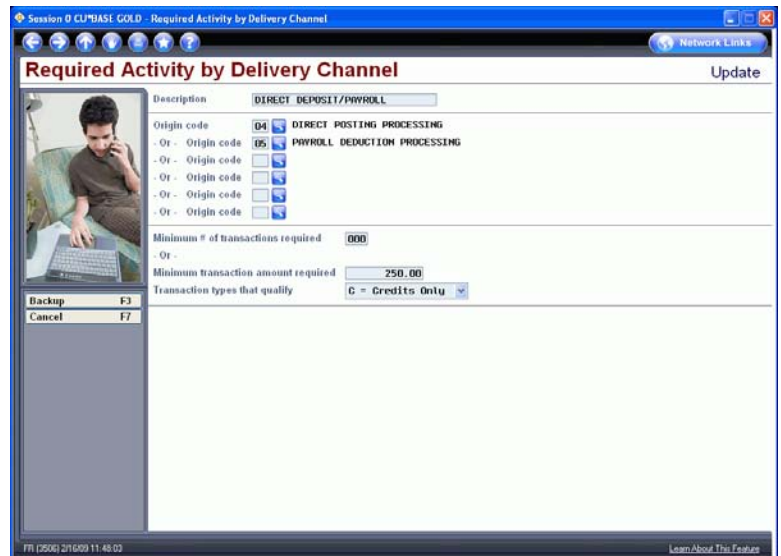 Session 0 CU*BASE GOLD - Required Activity by Delivery Channel
Network Links
Required Activity by Delivery Channel
Update
Description DIRECT DEPOSIT/PAYROLL
Origin code 04 DIRECT POSTING PROCESSING
- Or - Origin code 05 PAYROLL DEDUCTION PROCESSING
- Or - Origin code
- Or - Origin code
- Or - Origin code
- Or - Origin code
Minimum # of transactions required 000
- Or -
Minimum transaction amount required 250.00
Transaction types that qualify C = Credits Only
Backup F3
Cancel F7
FR (3506) 2/16/09 11:48:03
Learn About This Feature